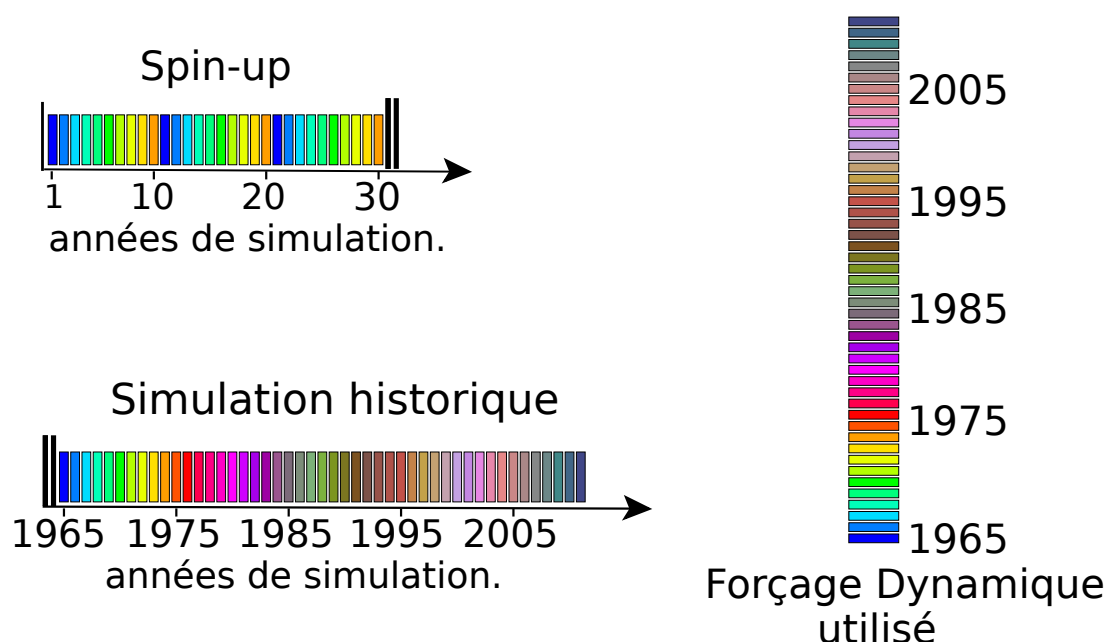 Spin-up
1 10 20 30
années de simulation.
Simulation historique
1965 1975 1985 1995 2005
années de simulation.
2005
1995
1985
1975
1965
Forçage Dynamique
utilisé